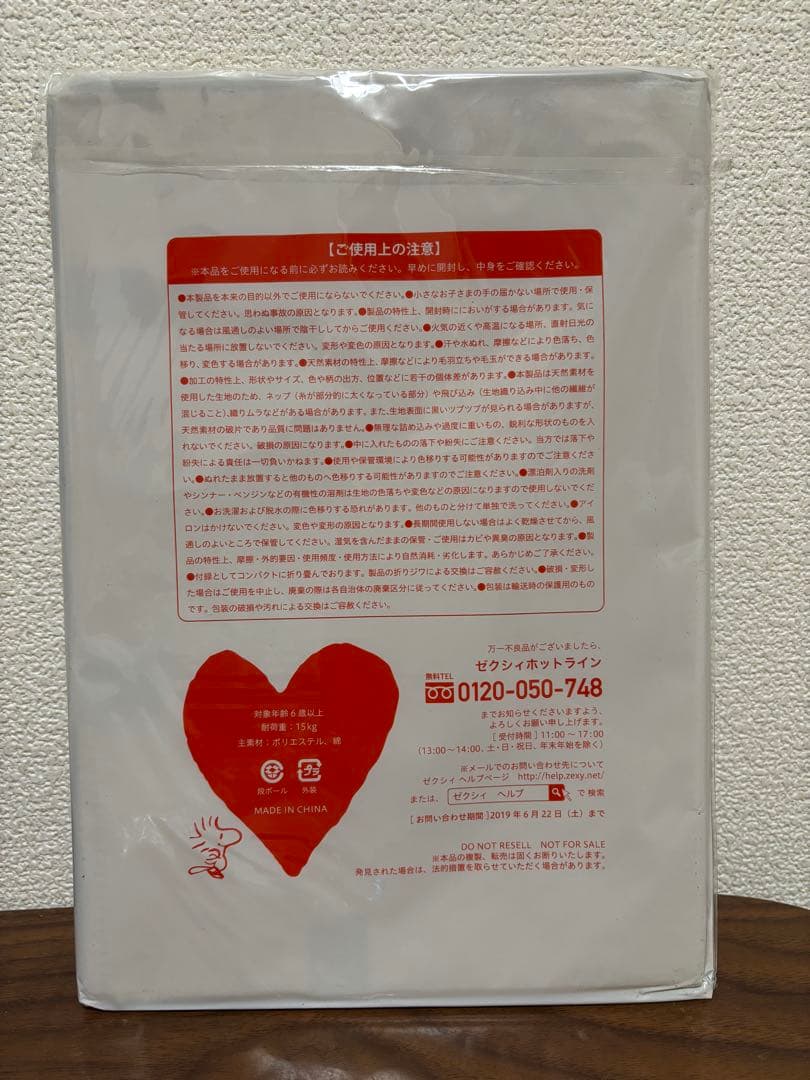 【ご使用上の注意】
※本品をご使用になる前に必ずお読みください。早めに開封し、中身をご確認ください。
●本製品を本来の目的以外でご使用にならないでください。●小さなお子さまの手の届かない場所で使用・保
管してください。思わぬ事故の原因となります。●製品の特性上、開封時ににおいがする場合があります。気に
なる場合は風通しのよい場所で陰干ししてからご使用ください。●火気の近くや高温になる場所、直射日光の
当たる場所に放置しないでください。変形や変色の原因となります。●汗や水ぬれ、摩擦などにより色落ち、色
移り、変色する場合があります。●天然素材の特性上、摩擦などにより毛羽立ちや毛玉ができる場合があります。
●加工の特性上、形状やサイズ、色や柄の出方、位置などに若干の個体差があります。●本製品は天然素材を
使用した生地のため、ネップ（糸が部分的に太くなっている部分）や飛び込み（生地織り込み中に他の繊維が
混じること）、織りムラなどがある場合があります。また、生地表面に黒いツブツブが見られる場合がありますが、
天然素材の破片であり品質に問題はありません。●無理な詰め込みや過度に重いもの、鋭利な形状のものを入
れないでください。破損の原因になります。●中に入れたものの落下や紛失にご注意ください。当方では落下や
紛失による責任は一切負いかねます。●使用や保管環境により色移りする可能性がありますのでご注意くださ
い。●ぬれたまま放置すると他のものへ色移りする可能性がありますのでご注意ください。●漂泊剤入りの洗剤
やシンナー・ベンジンなどの有機性の溶剤は生地の色落ちや変色などの原因になりますので使用しないでくだ
さい。●お洗濯および脱水の際に色移りする恐れがあります。他のものと分けて単独で洗ってください。●アイ
ロンはかけないでください。変色や変形の原因となります。●長期間使用しない場合はよく乾燥させてから、風
通しのよいところで保管してください。湿気を含んだままの保管・ご使用はカビや異臭の原因となります。●製
品の特性上、摩擦・外的要因・使用頻度・使用方法により自然消耗・劣化します。あらかじめご了承ください。
●付録としてコンパクトに折り畳んでおります。製品の折りジワによる交換はご容赦ください。●破損・変形し
た場合はご使用を中止し、廃棄の際は各自治体の廃棄区分に従ってください。●包装は輸送時の保護用のもの
です。包装の破損や汚れによる交換はご容赦ください。
万一不良品がございましたら、
ゼクシィホットライン
無料TEL
0120-050-748
までお知らせくださいますよう、
よろしくお願い申し上げます。
[ 受付時間 ] 11:00 〜 17:00
（13:00〜14:00、土・日・祝日、年末年始を除く）
※メールでのお問い合わせ先について
ゼクシィ ヘルプページ http://help.zexy.net/
または、 ゼクシィ ヘルプ で 検索
[ お問い合わせ期間 ] 2019 年 6 月 22 日（土）まで
DO NOT RESELL NOT FOR SALE
※本品の複製、転売は固くお断りいたします。
発見された場合は、法的措置を取らせていただく場合があります。
対象年齢 6 歳以上
耐荷重：15kg
主素材：ポリエステル、綿
プラ
段ボール 外装
MADE IN CHINA